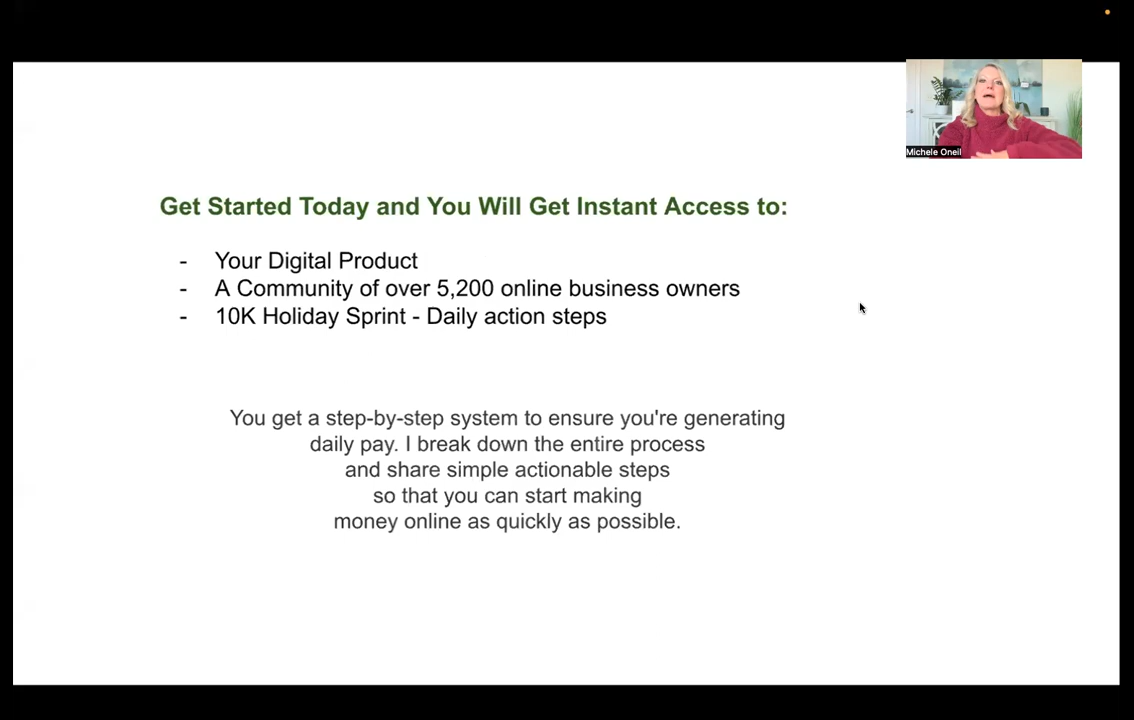 Michele Oneil
Get Started Today and You Will Get Instant Access to:
- Your Digital Product
- A Community of over 5,200 online business owners
- 10K Holiday Sprint - Daily action steps
You get a step-by-step system to ensure you're generating
daily pay. I break down the entire process
and share simple actionable steps
so that you can start making
money online as quickly as possible.